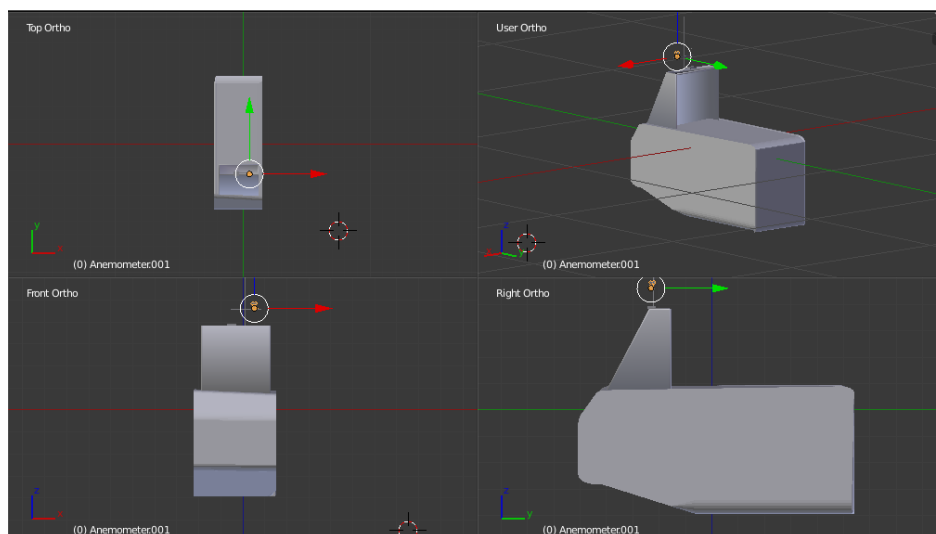 Top Ortho
y
x
(0) Anemometer.001
User Ortho
z
y
(0) Anemometer.001
Front Ortho
z
x
(0) Anemometer.001
Right Ortho
z
y
(0) Anemometer.001